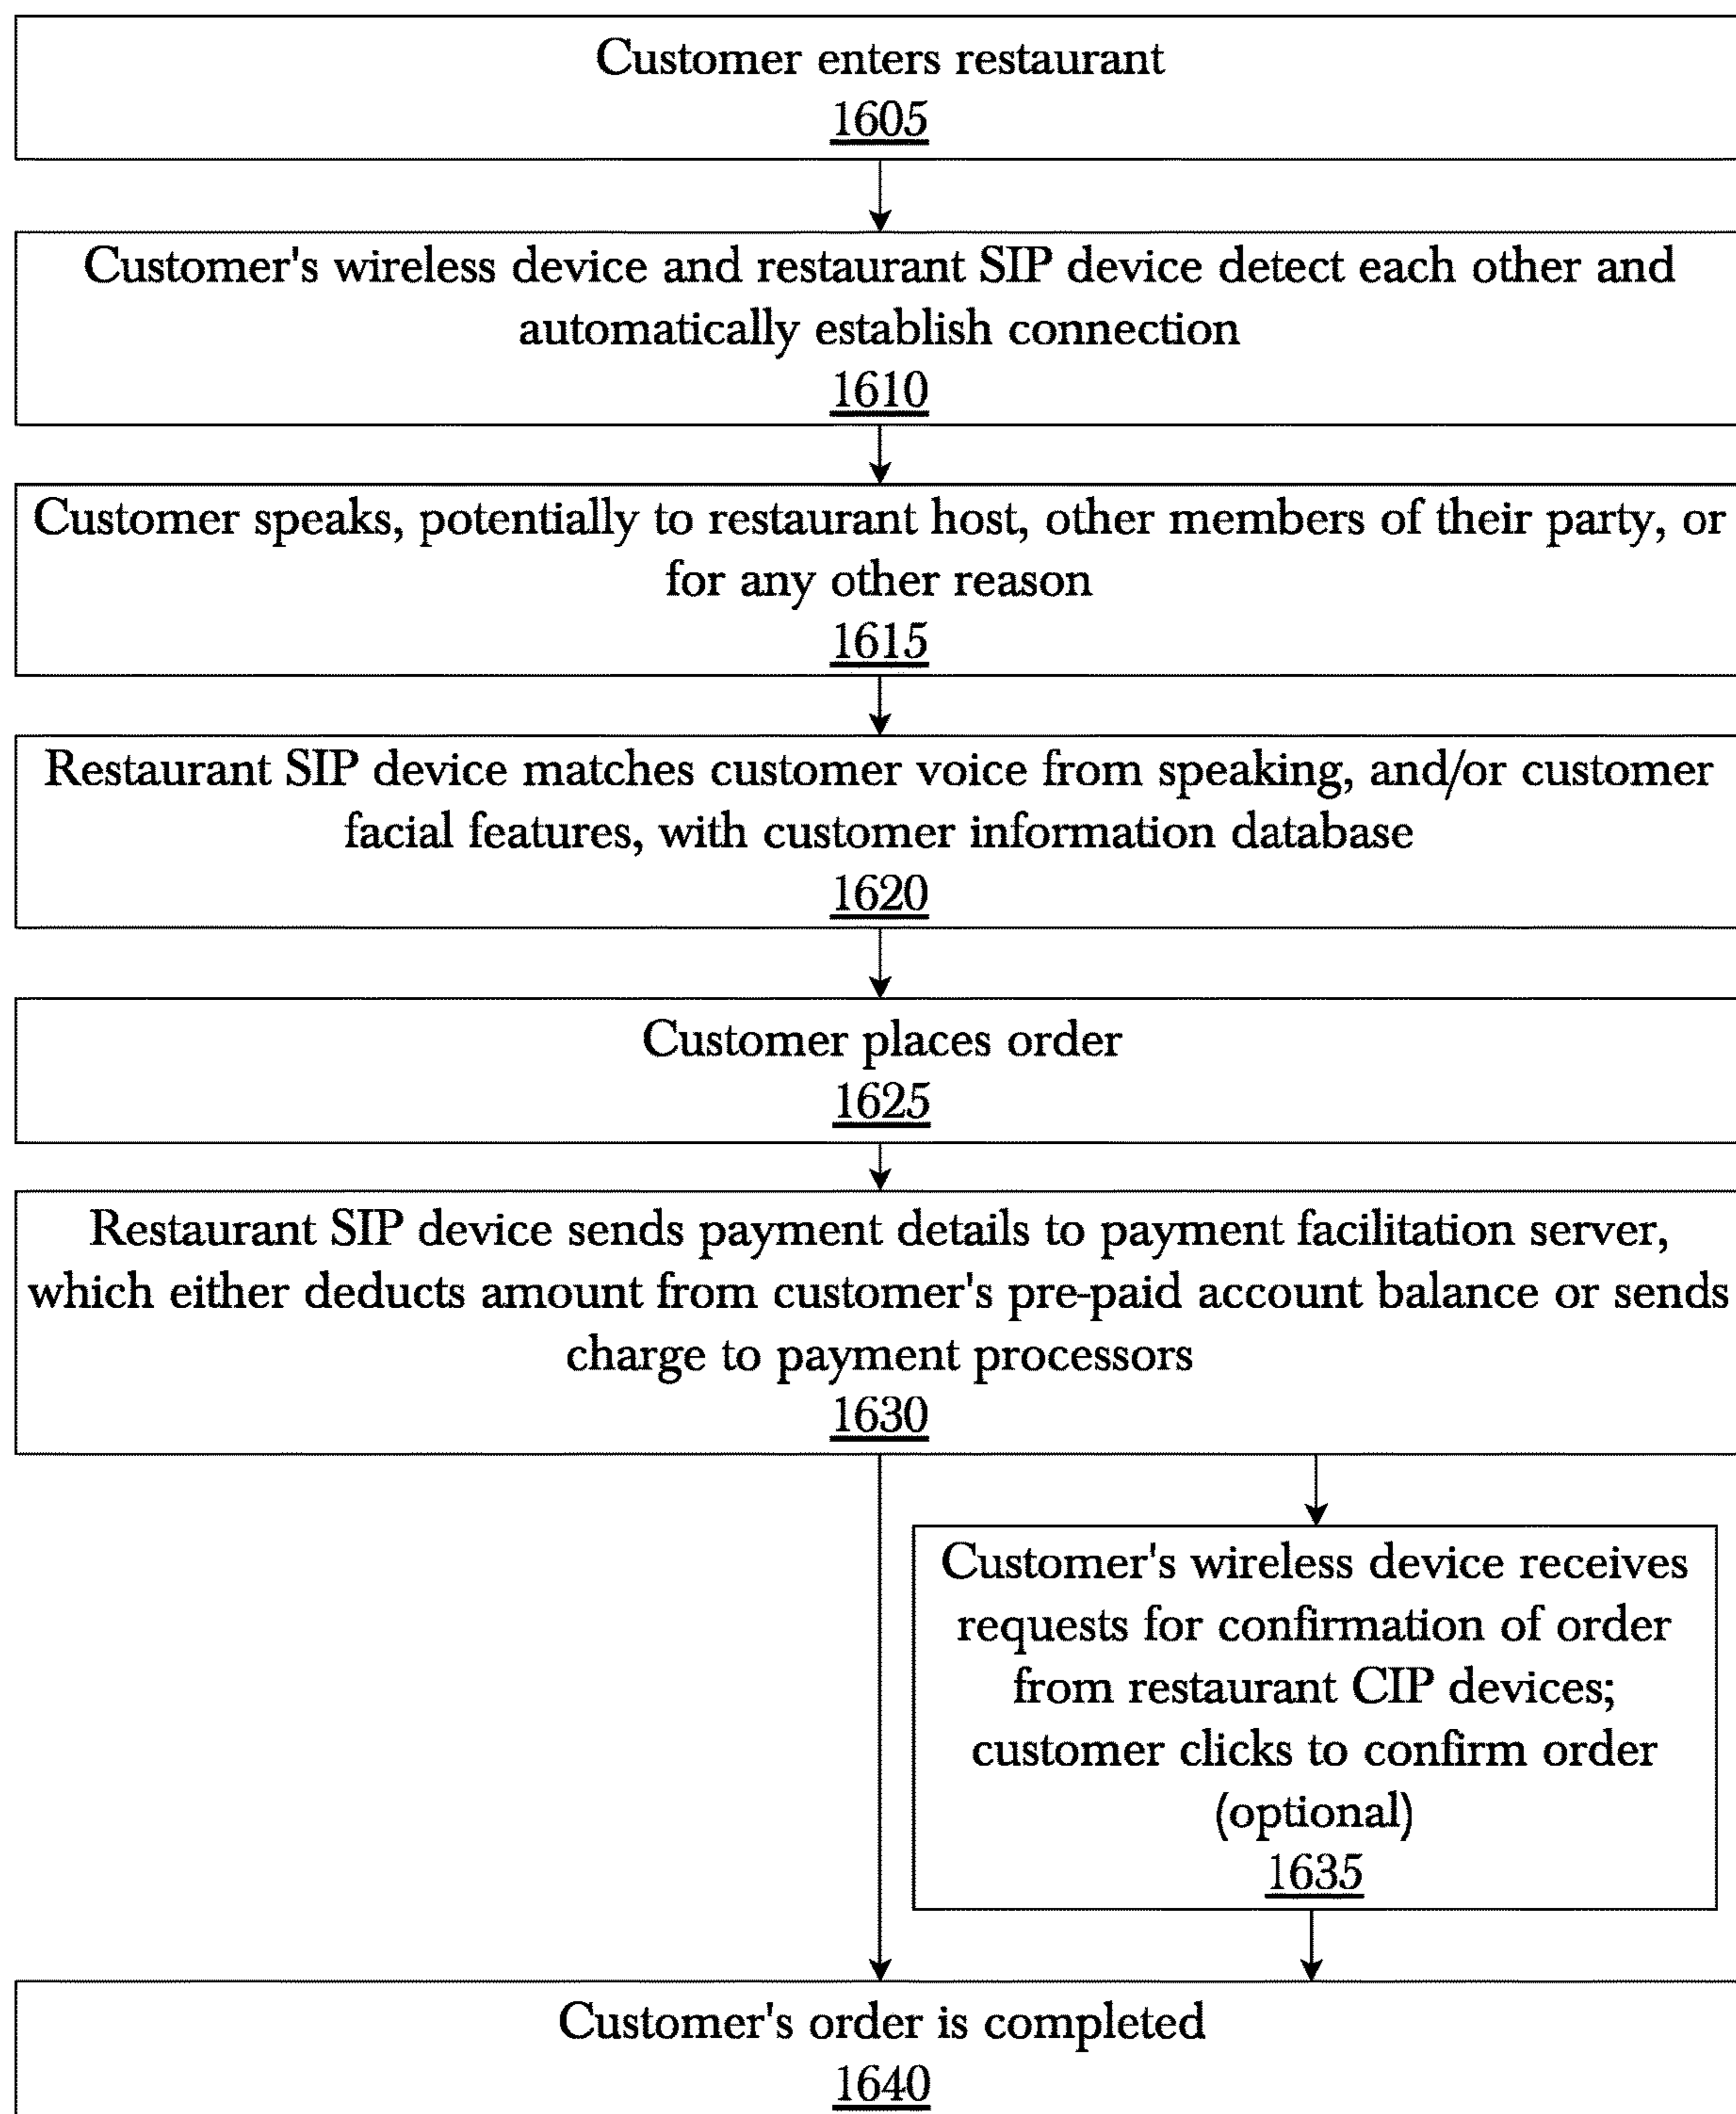 Customer enters restaurant
1605
Customer's wireless device and restaurant SIP device detect each other and
automatically establish connection
1610
Customer speaks, potentially to restaurant host, other members of their party, or
for any other reason
1615
Restaurant SIP device matches customer voice from speaking, and/or customer
facial features, with customer information database
1620
Customer places order
1625
Restaurant SIP device sends payment details to payment facilitation server,
which either deducts amount from customer's pre-paid account balance or sends
charge to payment processors
1630
Customer's wireless device receives
requests for confirmation of order
from restaurant CIP devices;
customer clicks to confirm order
(optional)
1635
Customer's order is completed
1640